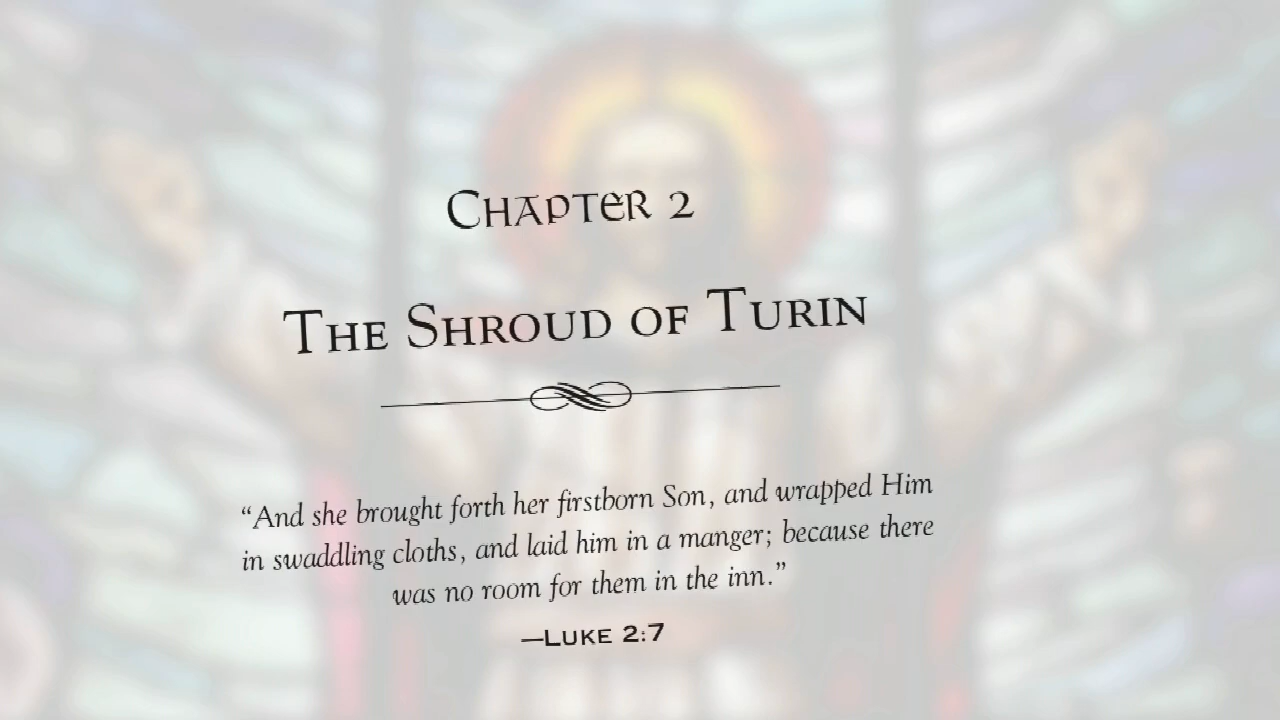 Chapter 2
The Shroud of Turin
“And she brought forth her firstborn Son, and wrapped Him
in swaddling cloths, and laid him in a manger; because there
was no room for them in the inn.”
—Luke 2:7